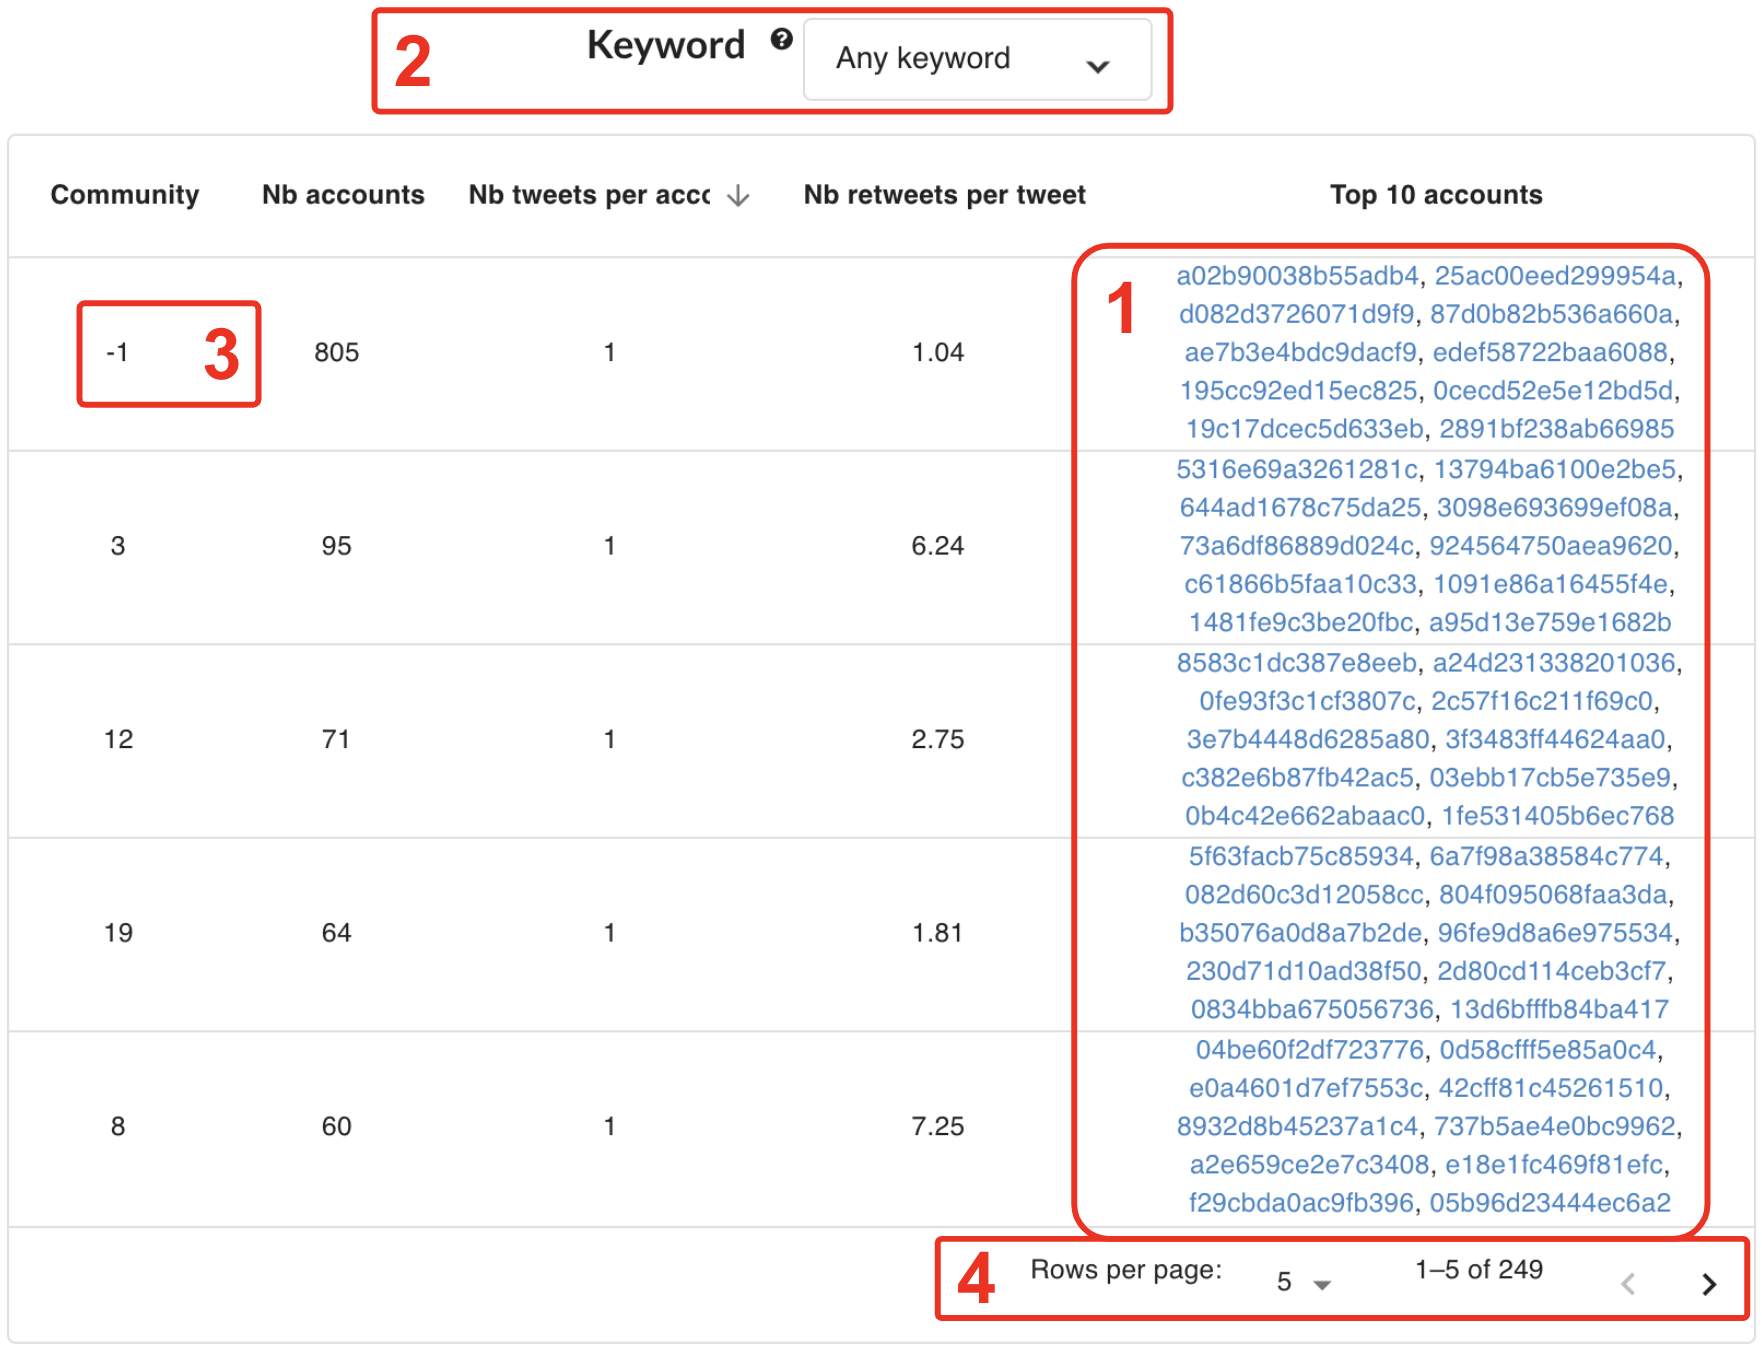 2 Keyword ? Any keyword
Community Nb accounts Nb tweets per acc Nb retweets per tweet Top 10 accounts
1
a02b90038b55adb4, 25ac00eed299954a,
d082d3726071d9f9, 87d0b82b536a660a,
-1 3 805 1 1.04 ae7b3e4bdc9dacf9, edef58722baa6088,
195cc92ed15ec825, 0cecd52e5e12bd5d,
19c17dcec5d633eb, 2891bf238ab66985
5316e69a3261281c, 13794ba6100e2be5,
644ad1678c75da25, 3098e693699ef08a,
3 95 1 6.24 73a6df86889d024c, 924564750aea9620,
c61866b5faa10c33, 1091e86a16455f4e,
1481fe9c3be20fbc, a95d13e759e1682b
8583c1dc387e8eeb, a24d231338201036,
0fe93f3c1cf3807c, 2c57f16c211f69c0,
12 71 1 2.75 3e7b4448d6285a80, 3f3483ff44624aa0,
c382e6b87fb42ac5, 03ebb17cb5e735e9,
0b4c42e662abaac0, 1fe531405b6ec768
5f63facb75c85934, 6a7f98a38584c774,
082d60c3d12058cc, 804f095068faa3da,
19 64 1 1.81 b35076a0d8a7b2de, 96fe9d8a6e975534,
230d71d10ad38f50, 2d80cd114ceb3cf7,
0834bba675056736, 13d6bfffb84ba417
04be60f2df723776, 0d58cfff5e85a0c4,
e0a4601d7ef7553c, 42cff81c45261510,
8 60 1 7.25 8932d8b45237a1c4, 737b5ae4e0bc9962,
a2e659ce2e7c3408, e18e1fc469f81efc,
f29cbda0ac9fb396, 05b96d23444ec6a2
4 Rows per page: 5 1–5 of 249